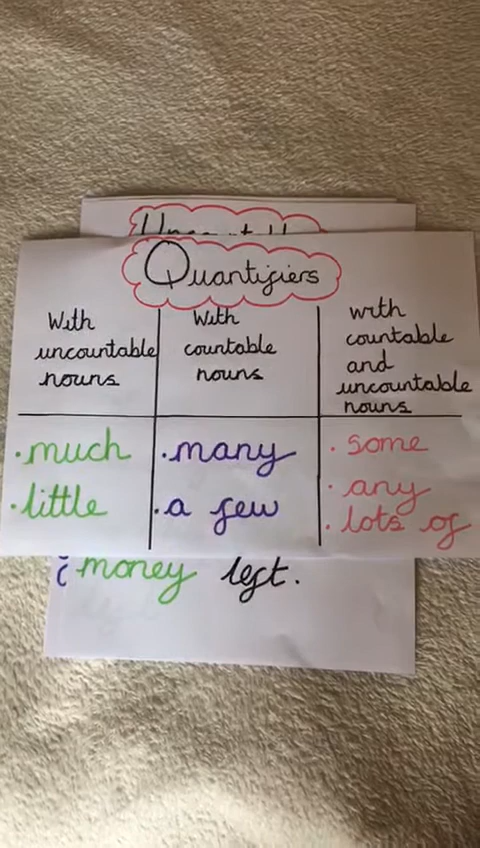 Quantifiers
With uncountable nouns
With countable nouns
with countable and uncountable nouns
· much
· little
· many
· a few
· some
· any
· lots of
money left.